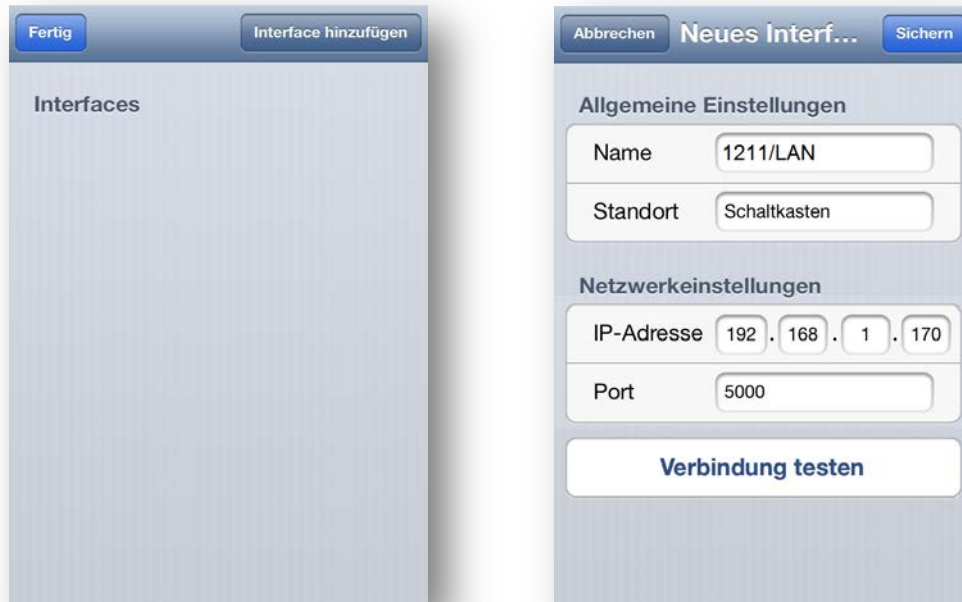 Fertig
Interface hinzufügen
Interfaces
Abbrechen
Neues Interf...
Sichern
Allgemeine Einstellungen
Name 1211/LAN
Standort Schaltkasten
Netzwerkeinstellungen
IP-Adresse 192 . 168 . 1 . 170
Port 5000
Verbindung testen